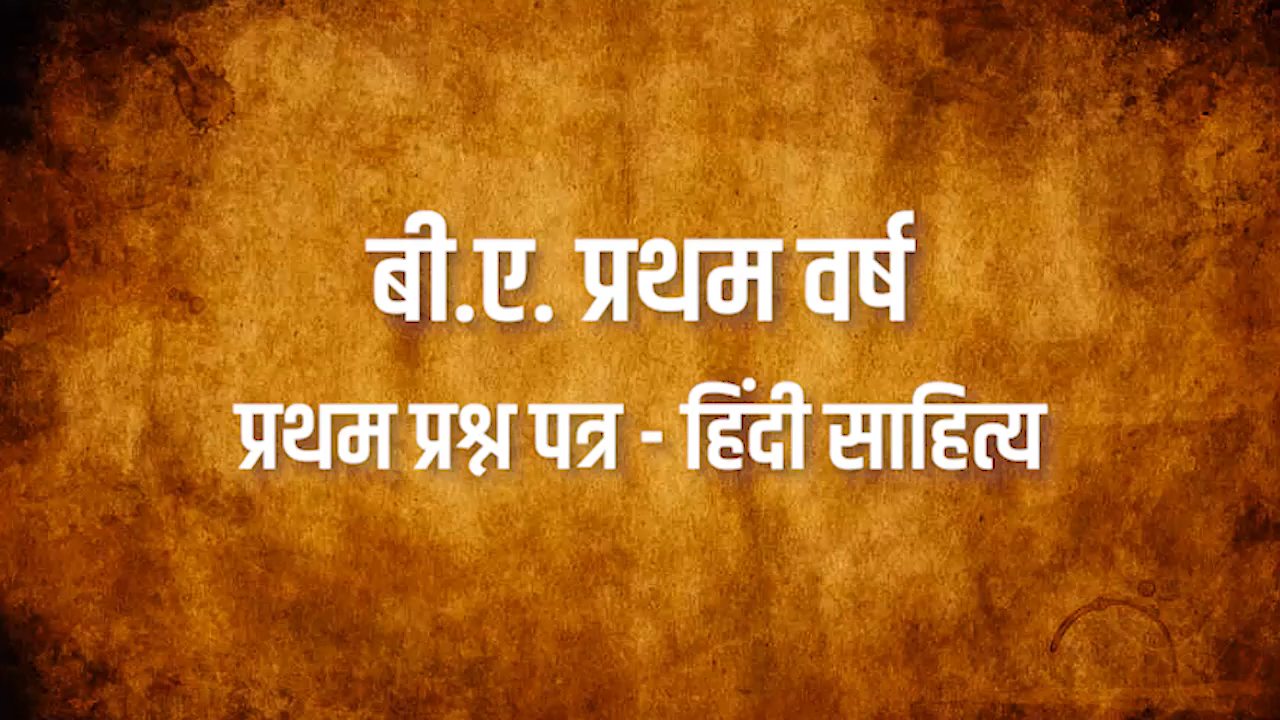 बी.ए. प्रथम वर्ष
प्रथम प्रश्न पत्र - हिंदी साहित्य